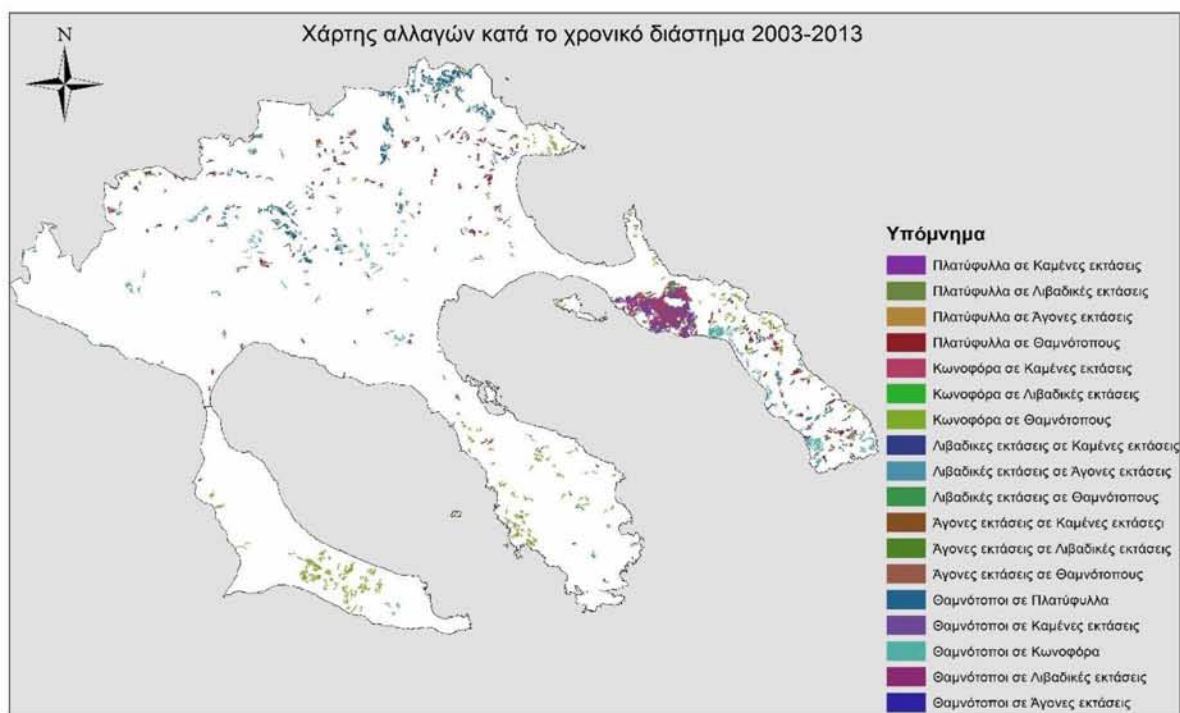 Χάρτης αλλαγών κατά το χρονικό διάστημα 2003-2013
N
Υπόμνημα
Πλατύφυλλα σε Καμένες εκτάσεις
Πλατύφυλλα σε Λιβαδικές εκτάσεις
Πλατύφυλλα σε Άγονες εκτάσεις
Πλατύφυλλα σε Θαμνότοπους
Κωνοφόρα σε Καμένες εκτάσεις
Κωνοφόρα σε Λιβαδικές εκτάσεις
Κωνοφόρα σε Θαμνότοπους
Λιβαδικες εκτάσεις σε Καμένες εκτάσεις
Λιβαδικές εκτάσεις σε Άγονες εκτάσεις
Λιβαδικές εκτάσεις σε Θαμνότοπους
Άγονες εκτάσεις σε Καμένες εκτάσεςι
Άγονες εκτάσεις σε Λιβαδικές εκτάσεις
Άγονες εκτάσεις σε Θαμνότοπους
Θαμνότοποι σε Πλατύφυλλα
Θαμνότοποι σε Καμένες εκτάσεις
Θαμνότοποι σε Κωνοφόρα
Θαμνότοποι σε Λιβαδικές εκτάσεις
Θαμνότοποι σε Άγονες εκτάσεις